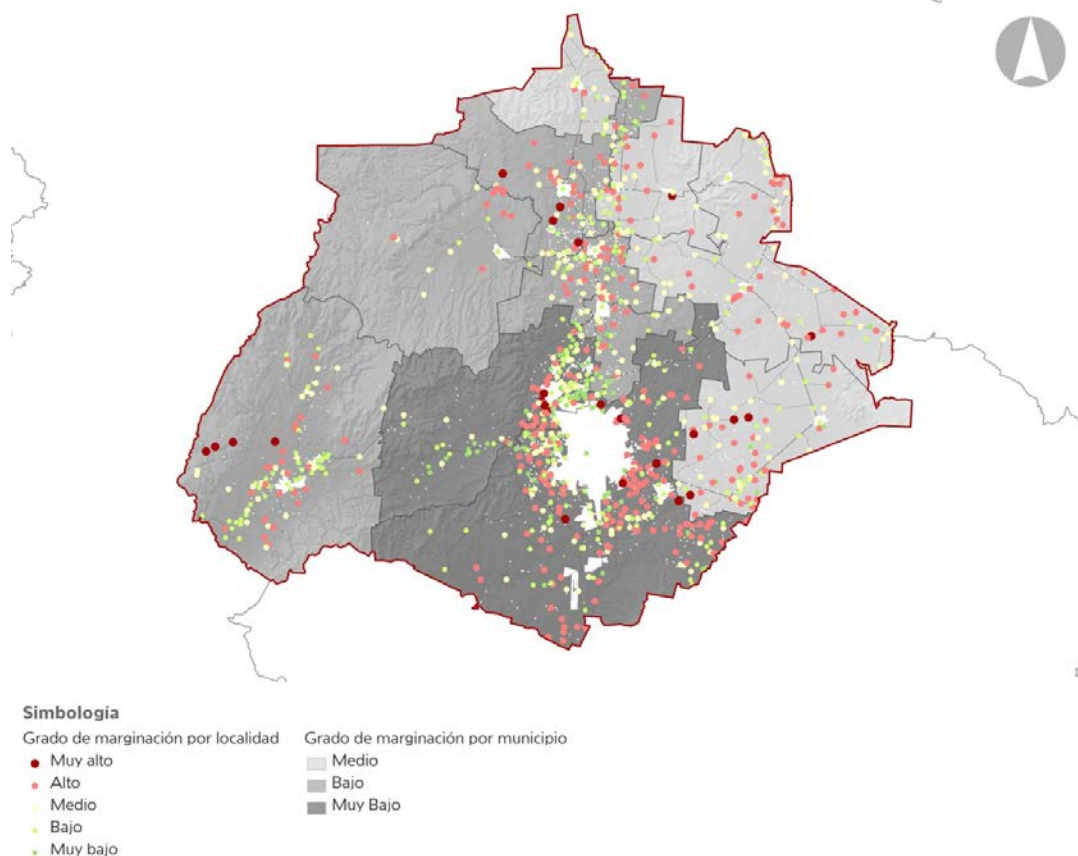 Simbología
Grado de marginación por localidad
Muy alto
Alto
Medio
Bajo
Muy bajo
Grado de marginación por municipio
Medio
Bajo
Muy Bajo